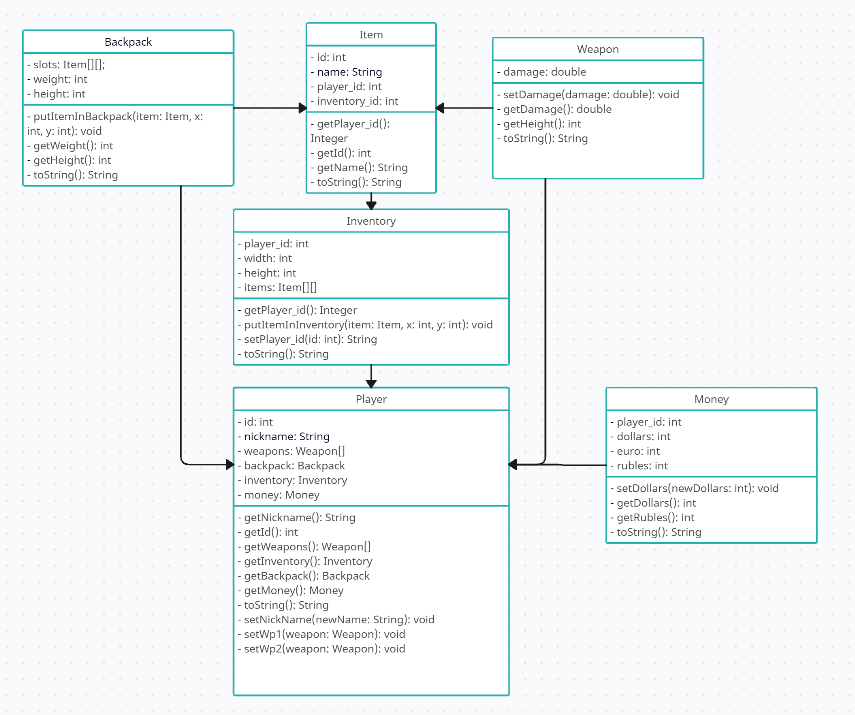 Backpack
- slots: Item[][];
- weight: int
- height: int
- putItemInBackpack(item: Item, x:
int, y: int): void
- getWeight(): int
- getHeight(): int
- toString(): String
Item
- id: int
- name: String
- player_id: int
- inventory_id: int
- getPlayer_id():
Integer
- getId(): int
- getName(): String
- toString(): String
Weapon
- damage: double
- setDamage(damage: double): void
- getDamage(): double
- getHeight(): int
- toString(): String
Inventory
- player_id: int
- width: int
- height: int
- items: Item[][]
- getPlayer_id(): Integer
- putItemInInventory(item: Item, x: int, y: int): void
- setPlayer_id(id: int): String
- toString(): String
Player
- id: int
- nickname: String
- weapons: Weapon[]
- backpack: Backpack
- inventory: Inventory
- money: Money
- getNickname(): String
- getId(): int
- getWeapons(): Weapon[]
- getInventory(): Inventory
- getBackpack(): Backpack
- getMoney(): Money
- toString(): String
- setNickName(newName: String): void
- setWp1(weapon: Weapon): void
- setWp2(weapon: Weapon): void
Money
- player_id: int
- dollars: int
- euro: int
- rubles: int
- setDollars(newDollars: int): void
- getDollars(): int
- getRubles(): int
- toString(): String